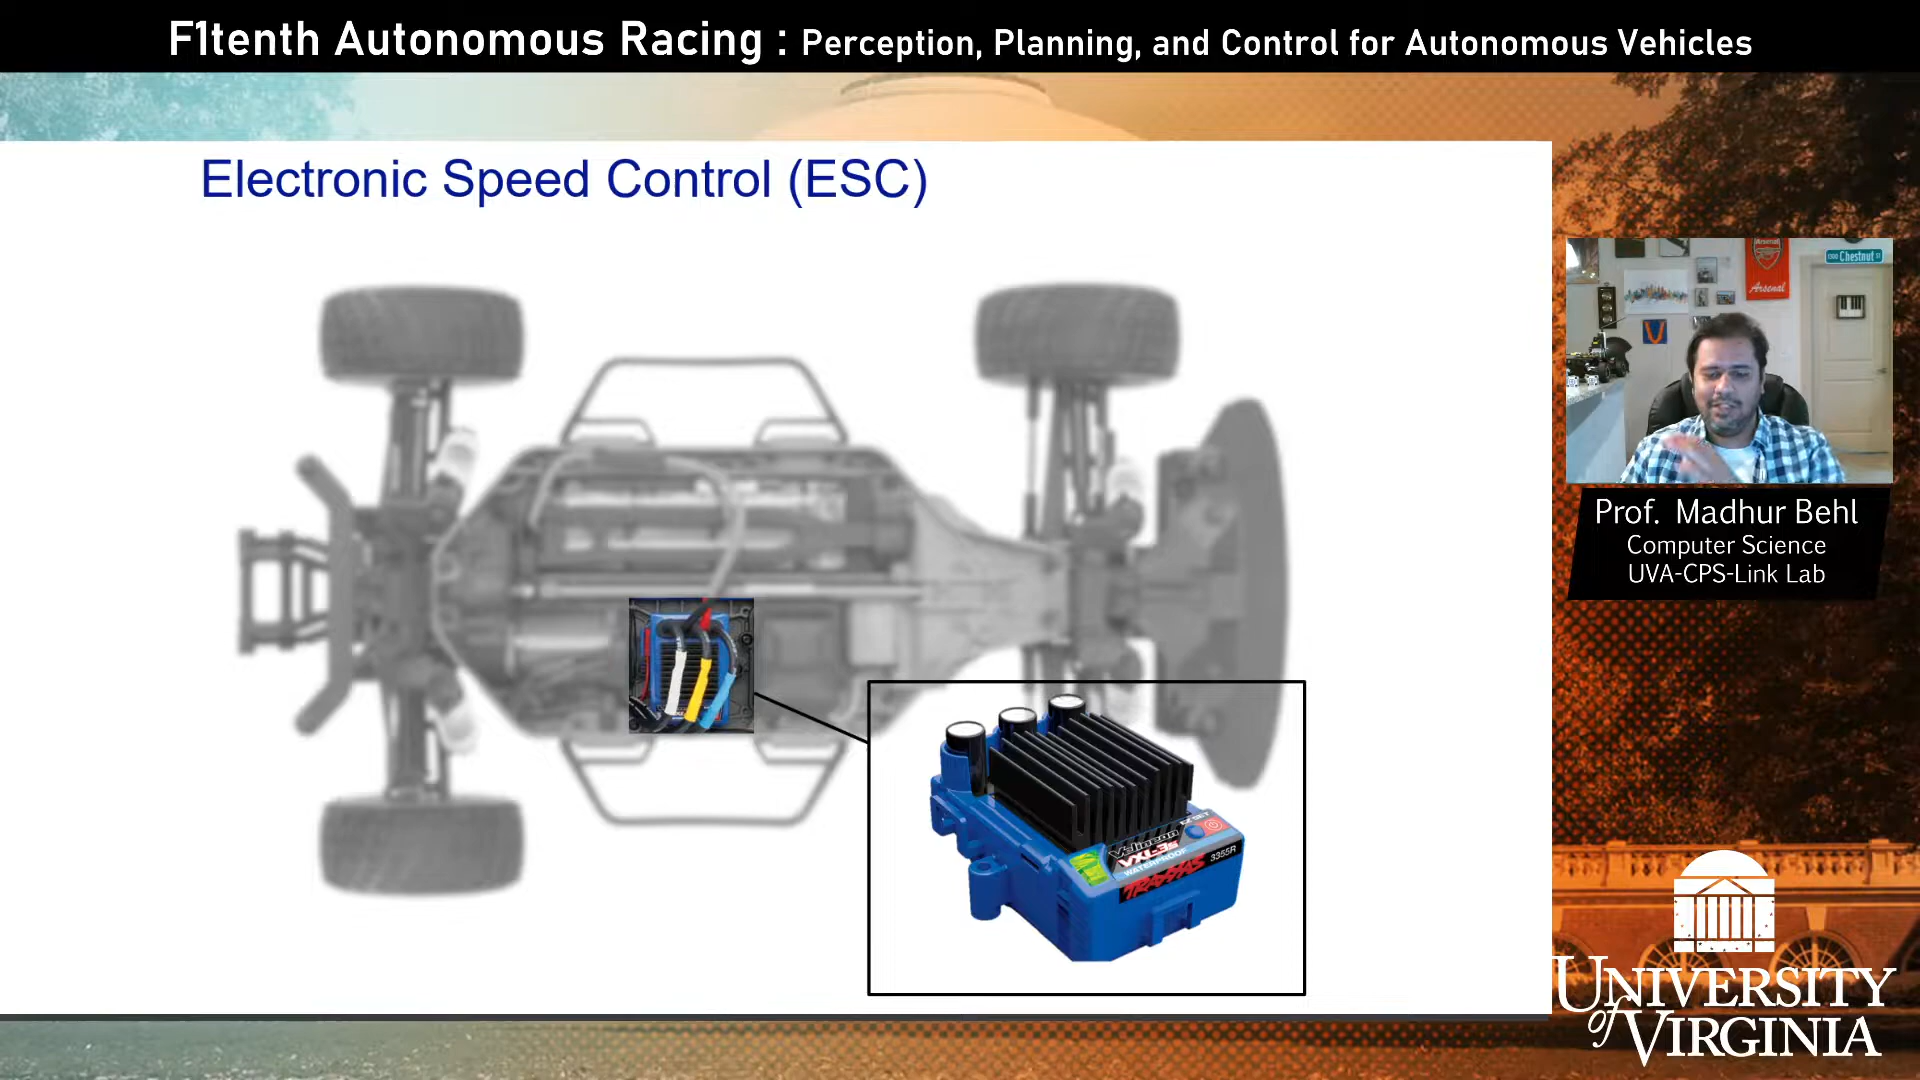 F1tenth Autonomous Racing : Perception, Planning, and Control for Autonomous Vehicles
Electronic Speed Control (ESC)
Arsenal
Chestnut
Arsenal
Prof. Madhur Behl
Computer Science
UVA-CPS-Link Lab
Velineon
VXL-3s
WATERPROOF
TRAXXAS
3355R
UNIVERSITY
of VIRGINIA